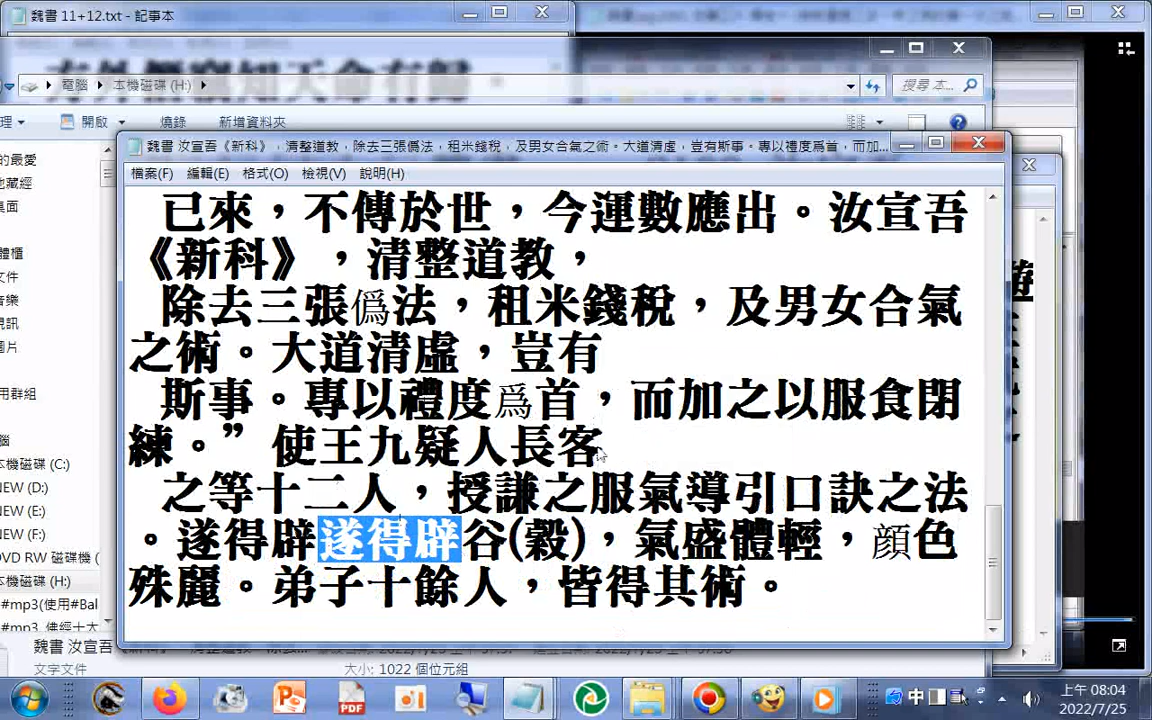 魏書 11+12.txt - 記事本
電腦 ▸ 本機磁碟 (H:) ▸
搜尋 本...
理 開啟 燒錄 新增資料夾
魏書 汝宣吾《新科》，清整道教，除去三張僞法，租米錢稅，及男女合氣之術。大道清虛，豈有斯事。專以禮度爲首，而加...
檔案(F) 編輯(E) 格式(O) 檢視(V) 說明(H)
已來，不傳於世，今運數應出。汝宣吾
《新科》，清整道教，
除去三張僞法，租米錢稅，及男女合氣
之術。大道清虛，豈有
斯事。專以禮度爲首，而加之以服食閉
練。”使王九疑人長客
之等十二人，授謙之服氣導引口訣之法
。遂得辟遂得辟谷(穀)，氣盛體輕，顔色
殊麗。弟子十餘人，皆得其術。
的最愛
地藏經
桌面
體櫃
文件
音樂
視訊
圖片
用群組
腦
本機磁碟 (C:)
NEW (D:)
NEW (E:)
NEW (F:)
DVD RW 磁碟機
本機磁碟 (H:)
#mp3(使用#Bal
#mp3_佛經十大
魏書 汝宣吾《新
文字文件
大小: 1022 個位元組
中
上午 08:04
2022/7/25